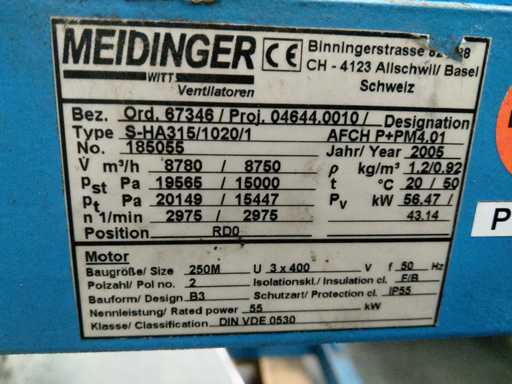 MEIDINGER CE
WITT
Ventilatoren
Binningerstrasse
CH - 4123 Allschwil/ Basel
Schweiz
Bez. Ord. 67346 / Proj. 04644.0010/ Designation
Type S-HA315/1020/1 AFCH P+PM4.01
No. 185055 Jahr/ Year 2005
V̇ m³/h 8780 / 8750 ρ kg/m³ 1.2/0.92
pst Pa 19565 / 15000 t °C 20 / 50
pt Pa 20149 / 15447 Pv kW 56.47/
n 1/min 2975 / 2975 43.14
Position RD0
Motor
Baugröße/ Size 250M U 3 x 400 V f 50 Hz
Polzahl/ Pol no. 2 Isolationskl./ Insulation cl. F/B
Bauform/ Design B3 Schutzart/ Protection cl. IP55
Nennleistung/ Rated power 55 kW
Klasse/ Classification DIN VDE 0530
P